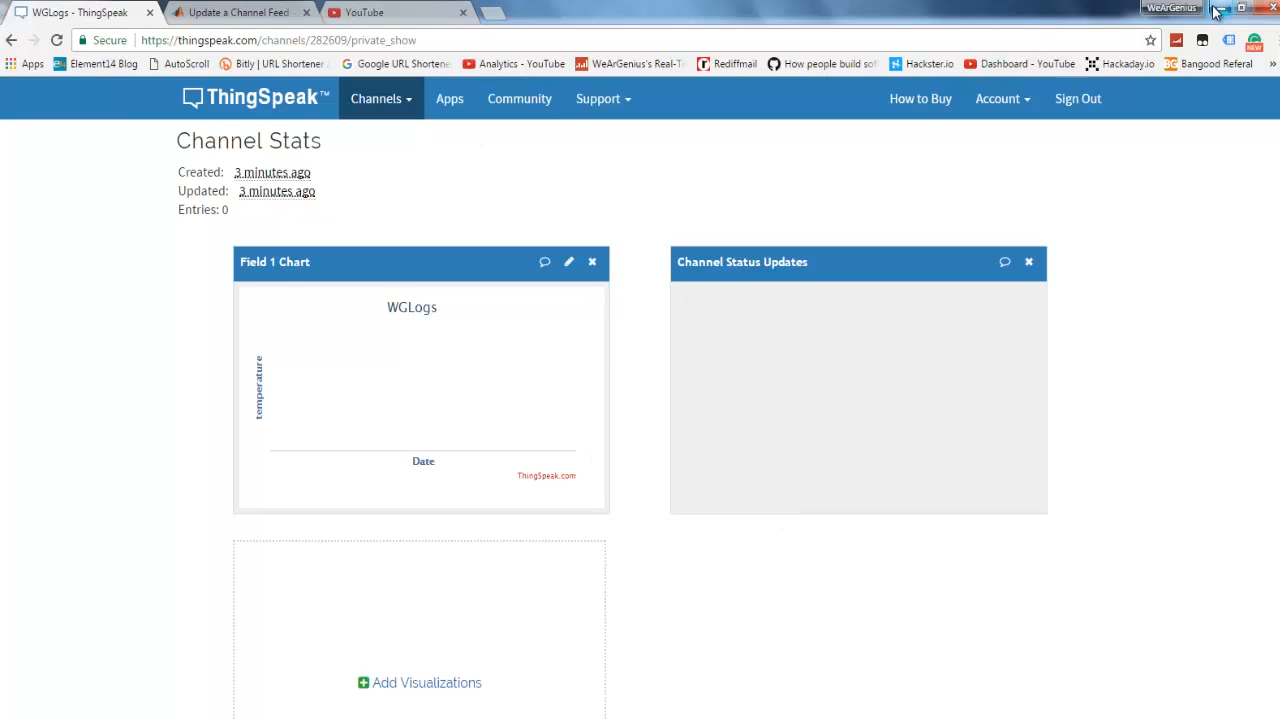 WGLogs - ThingSpeak
Update a Channel Feed
YouTube
WeArGenius
Secure
https://thingspeak.com/channels/282609/private_show
Apps
Element14 Blog
AutoScroll
Bitly | URL Shortener
Google URL Shortene
Analytics - YouTube
WeArGenius's Real-Ti
Rediffmail
How people build sof
Hackster.io
Dashboard - YouTube
Hackaday.io
BG
Bangood Referal
»
NEW
ThingSpeak™
Channels
Apps
Community
Support
How to Buy
Account
Sign Out
Channel Stats
Created: 3 minutes ago
Updated: 3 minutes ago
Entries: 0
Field 1 Chart
WGLogs
temperature
Date
ThingSpeak.com
Channel Status Updates
Add Visualizations